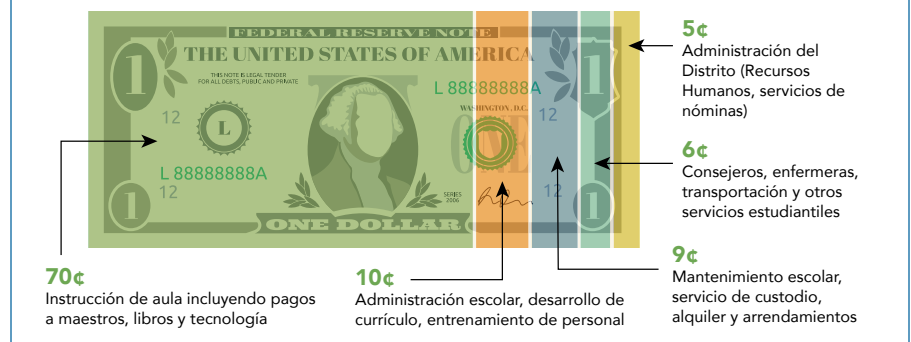 FEDERAL RESERVE NOTE
THE UNITED STATES OF AMERICA
THIS NOTE IS LEGAL TENDER
FOR ALL DEBTS, PUBLIC AND PRIVATE
L 88888888A
WASHINGTON, D.C.
1
1
12
12
L
ONE
L 88888888A
12
12
SERIES
2006
1
1
ONE DOLLAR
5¢
Administración del
Distrito (Recursos
Humanos, servicios de
nóminas)
6¢
Consejeros, enfermeras,
transportación y otros
servicios estudiantiles
9¢
Mantenimiento escolar,
servicio de custodio,
alquiler y arrendamientos
70¢
Instrucción de aula incluyendo pagos
a maestros, libros y tecnología
10¢
Administración escolar, desarrollo de
currículo, entrenamiento de personal